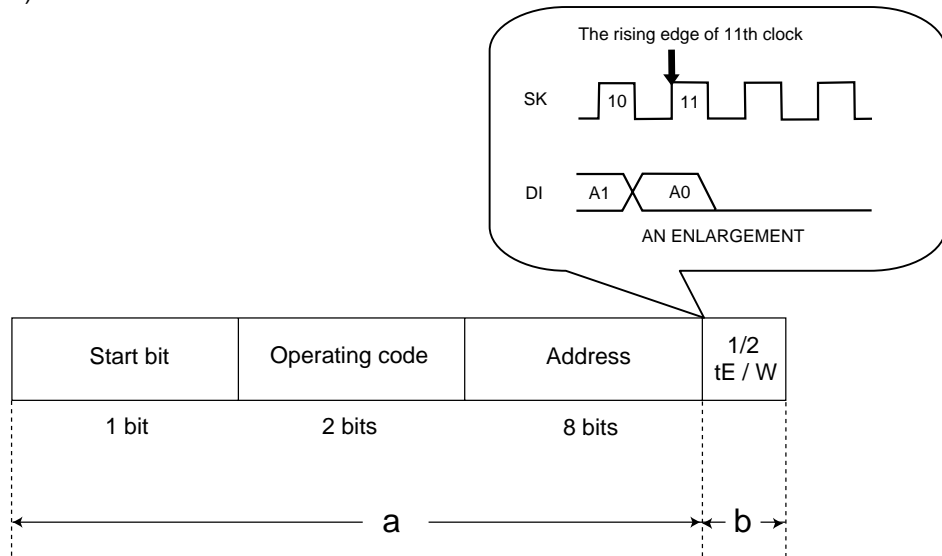 )
The rising edge of 11th clock
SK
10
11
DI
A1
A0
AN ENLARGEMENT
Start bit
Operating code
Address
1/2
tE / W
1 bit
2 bits
8 bits
a
b